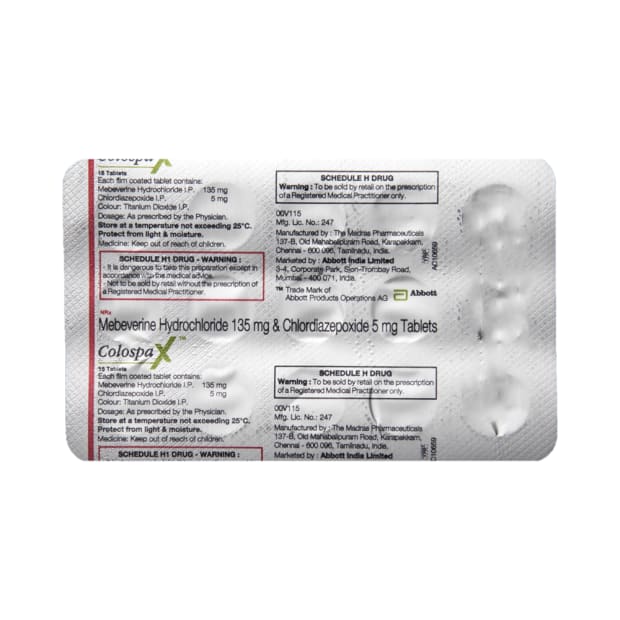 Colospa X
15 Tablets
Each film coated tablet contains:
Mebeverine Hydrochloride I.P. 135 mg
Chlordiazepoxide I.P. 5 mg
Colour: Titanium Dioxide I.P.
Dosage: As prescribed by the Physician.
Store at a temperature not exceeding 25°C.
Protect from light & moisture.
Medicine: Keep out of reach of children.
SCHEDULE H1 DRUG - WARNING :
- It is dangerous to take this preparation except in
accordance with the medical advice.
- Not to be sold by retail without the prescription of
a Registered Medical Practitioner.
SCHEDULE H DRUG
Warning : To be sold by retail on the prescription
of a Registered Medical Practitioner only.
00V115
Mfg. Lic. No.: 247
Manufactured by : The Madras Pharmaceuticals
137-B, Old Mahabalipuram Road, Karapakkam,
Chennai - 600 096, Tamilnadu, India.
Marketed by : Abbott India Limited
3-4, Corporate Park, Sion-Trombay Road,
Mumbai - 400 071, India.
™ Trade Mark of
Abbott Products Operations AG
Abbott
NRx
Mebeverine Hydrochloride 135 mg & Chlordiazepoxide 5 mg Tablets
Colospa X™
15 Tablets
Each film coated tablet contains:
Mebeverine Hydrochloride I.P. 135 mg
Chlordiazepoxide I.P. 5 mg
Colour: Titanium Dioxide I.P.
Dosage: As prescribed by the Physician.
Store at a temperature not exceeding 25°C.
Protect from light & moisture.
Medicine: Keep out of reach of children.
SCHEDULE H1 DRUG - WARNING :
SCHEDULE H DRUG
Warning : To be sold by retail on the prescription
of a Registered Medical Practitioner only.
00V115
Mfg. Lic. No.: 247
Manufactured by : The Madras Pharmaceuticals
137-B, Old Mahabalipuram Road, Karapakkam,
Chennai - 600 096, Tamilnadu, India.
Marketed by : Abbott India Limited